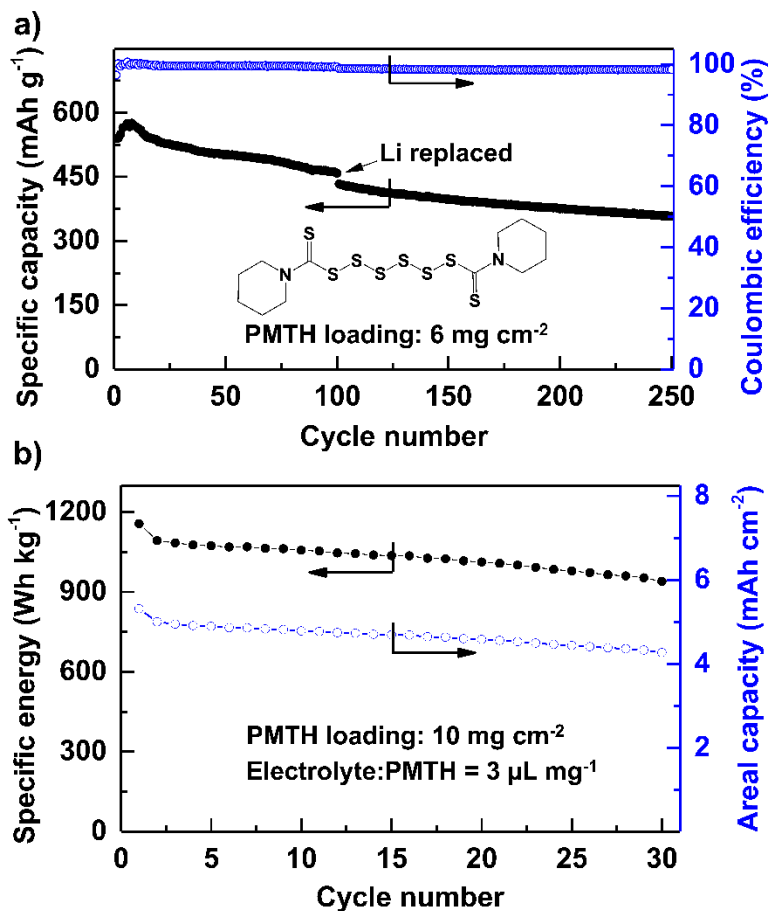 a)
Specific capacity (mAh g-1)
600
450
300
150
0
100
80
60
40
20
0
Coulombic efficiency (%)
Li replaced
S
N
S
S
S
S
S
S
N
S
PMTH loading: 6 mg cm-2
0
50
100
150
200
250
Cycle number
b)
Specific energy (Wh kg-1)
1200
900
600
300
0
8
6
4
2
Areal capacity (mAh cm-2)
PMTH loading: 10 mg cm-2
Electrolyte:PMTH = 3 µL mg-1
0
5
10
15
20
25
30
Cycle number